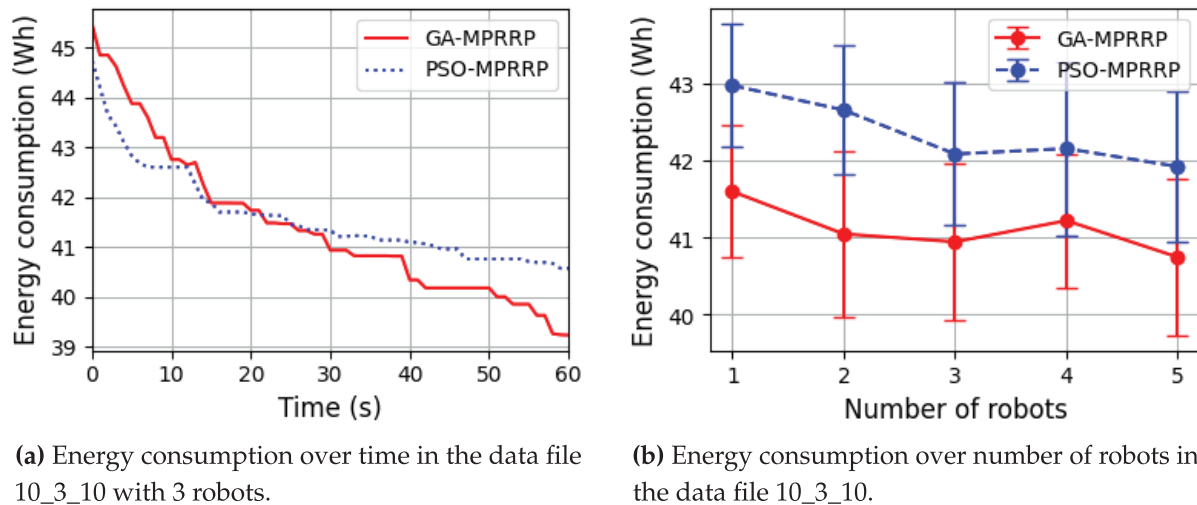 45
44
43
42
41
40
39
Energy consumption (Wh)
GA-MPRRP
PSO-MPRRP
0 10 20 30 40 50 60
Time (s)
(a) Energy consumption over time in the data file
10_3_10 with 3 robots.
43
42
41
40
Energy consumption (Wh)
GA-MPRRP
PSO-MPRRP
1 2 3 4 5
Number of robots
(b) Energy consumption over number of robots in
the data file 10_3_10.